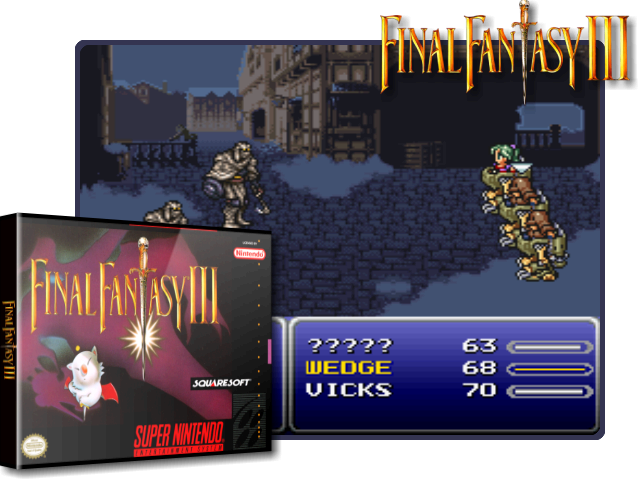 FINAL FANTASY III
????? 63
WEDGE 68
VICKS 70
FINAL FANTASY III
FINAL FANTASY III
Nintendo
SQUARESOFT
SUPER NINTENDO
ENTERTAINMENT SYSTEM